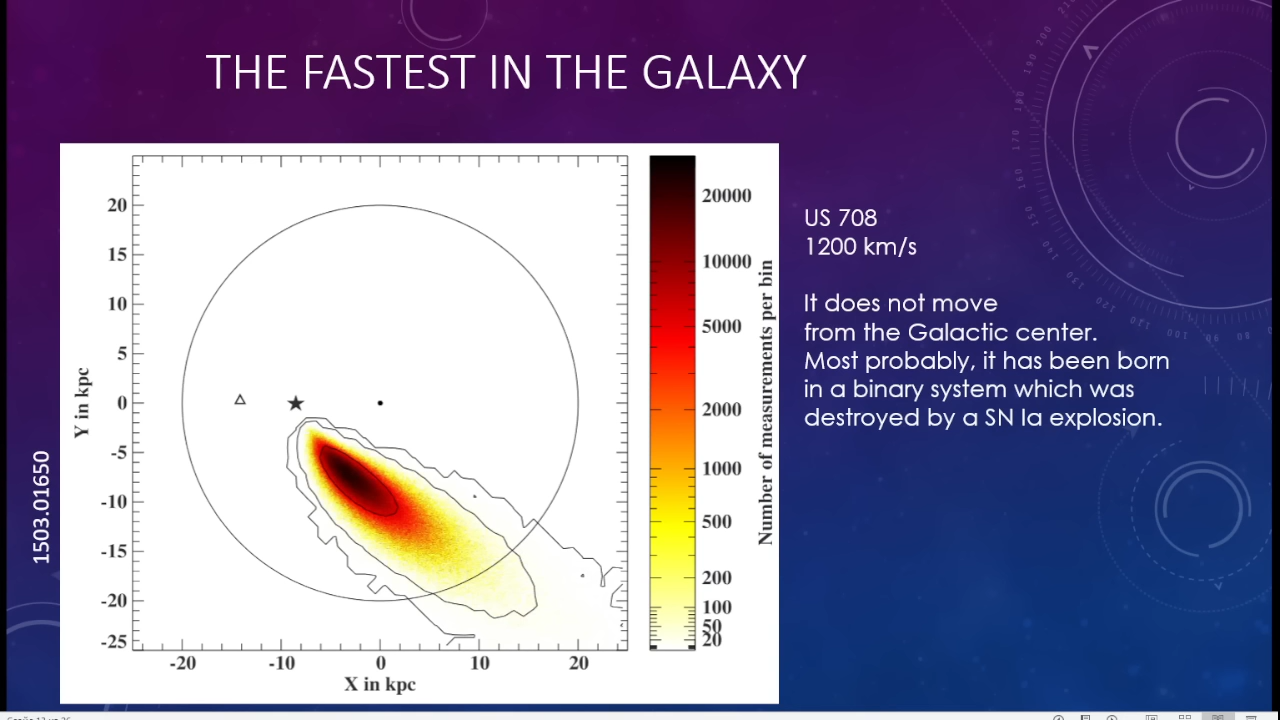 THE FASTEST IN THE GALAXY
20
15
10
5
0
-5
-10
-15
-20
-25
Y in kpc
-20
-10
0
10
20
X in kpc
20000
10000
5000
2000
1000
500
200
100
50
20
Number of measurements per bin
1503.01650
US 708
1200 km/s
It does not move
from the Galactic center.
Most probably, it has been born
in a binary system which was
destroyed by a SN Ia explosion.